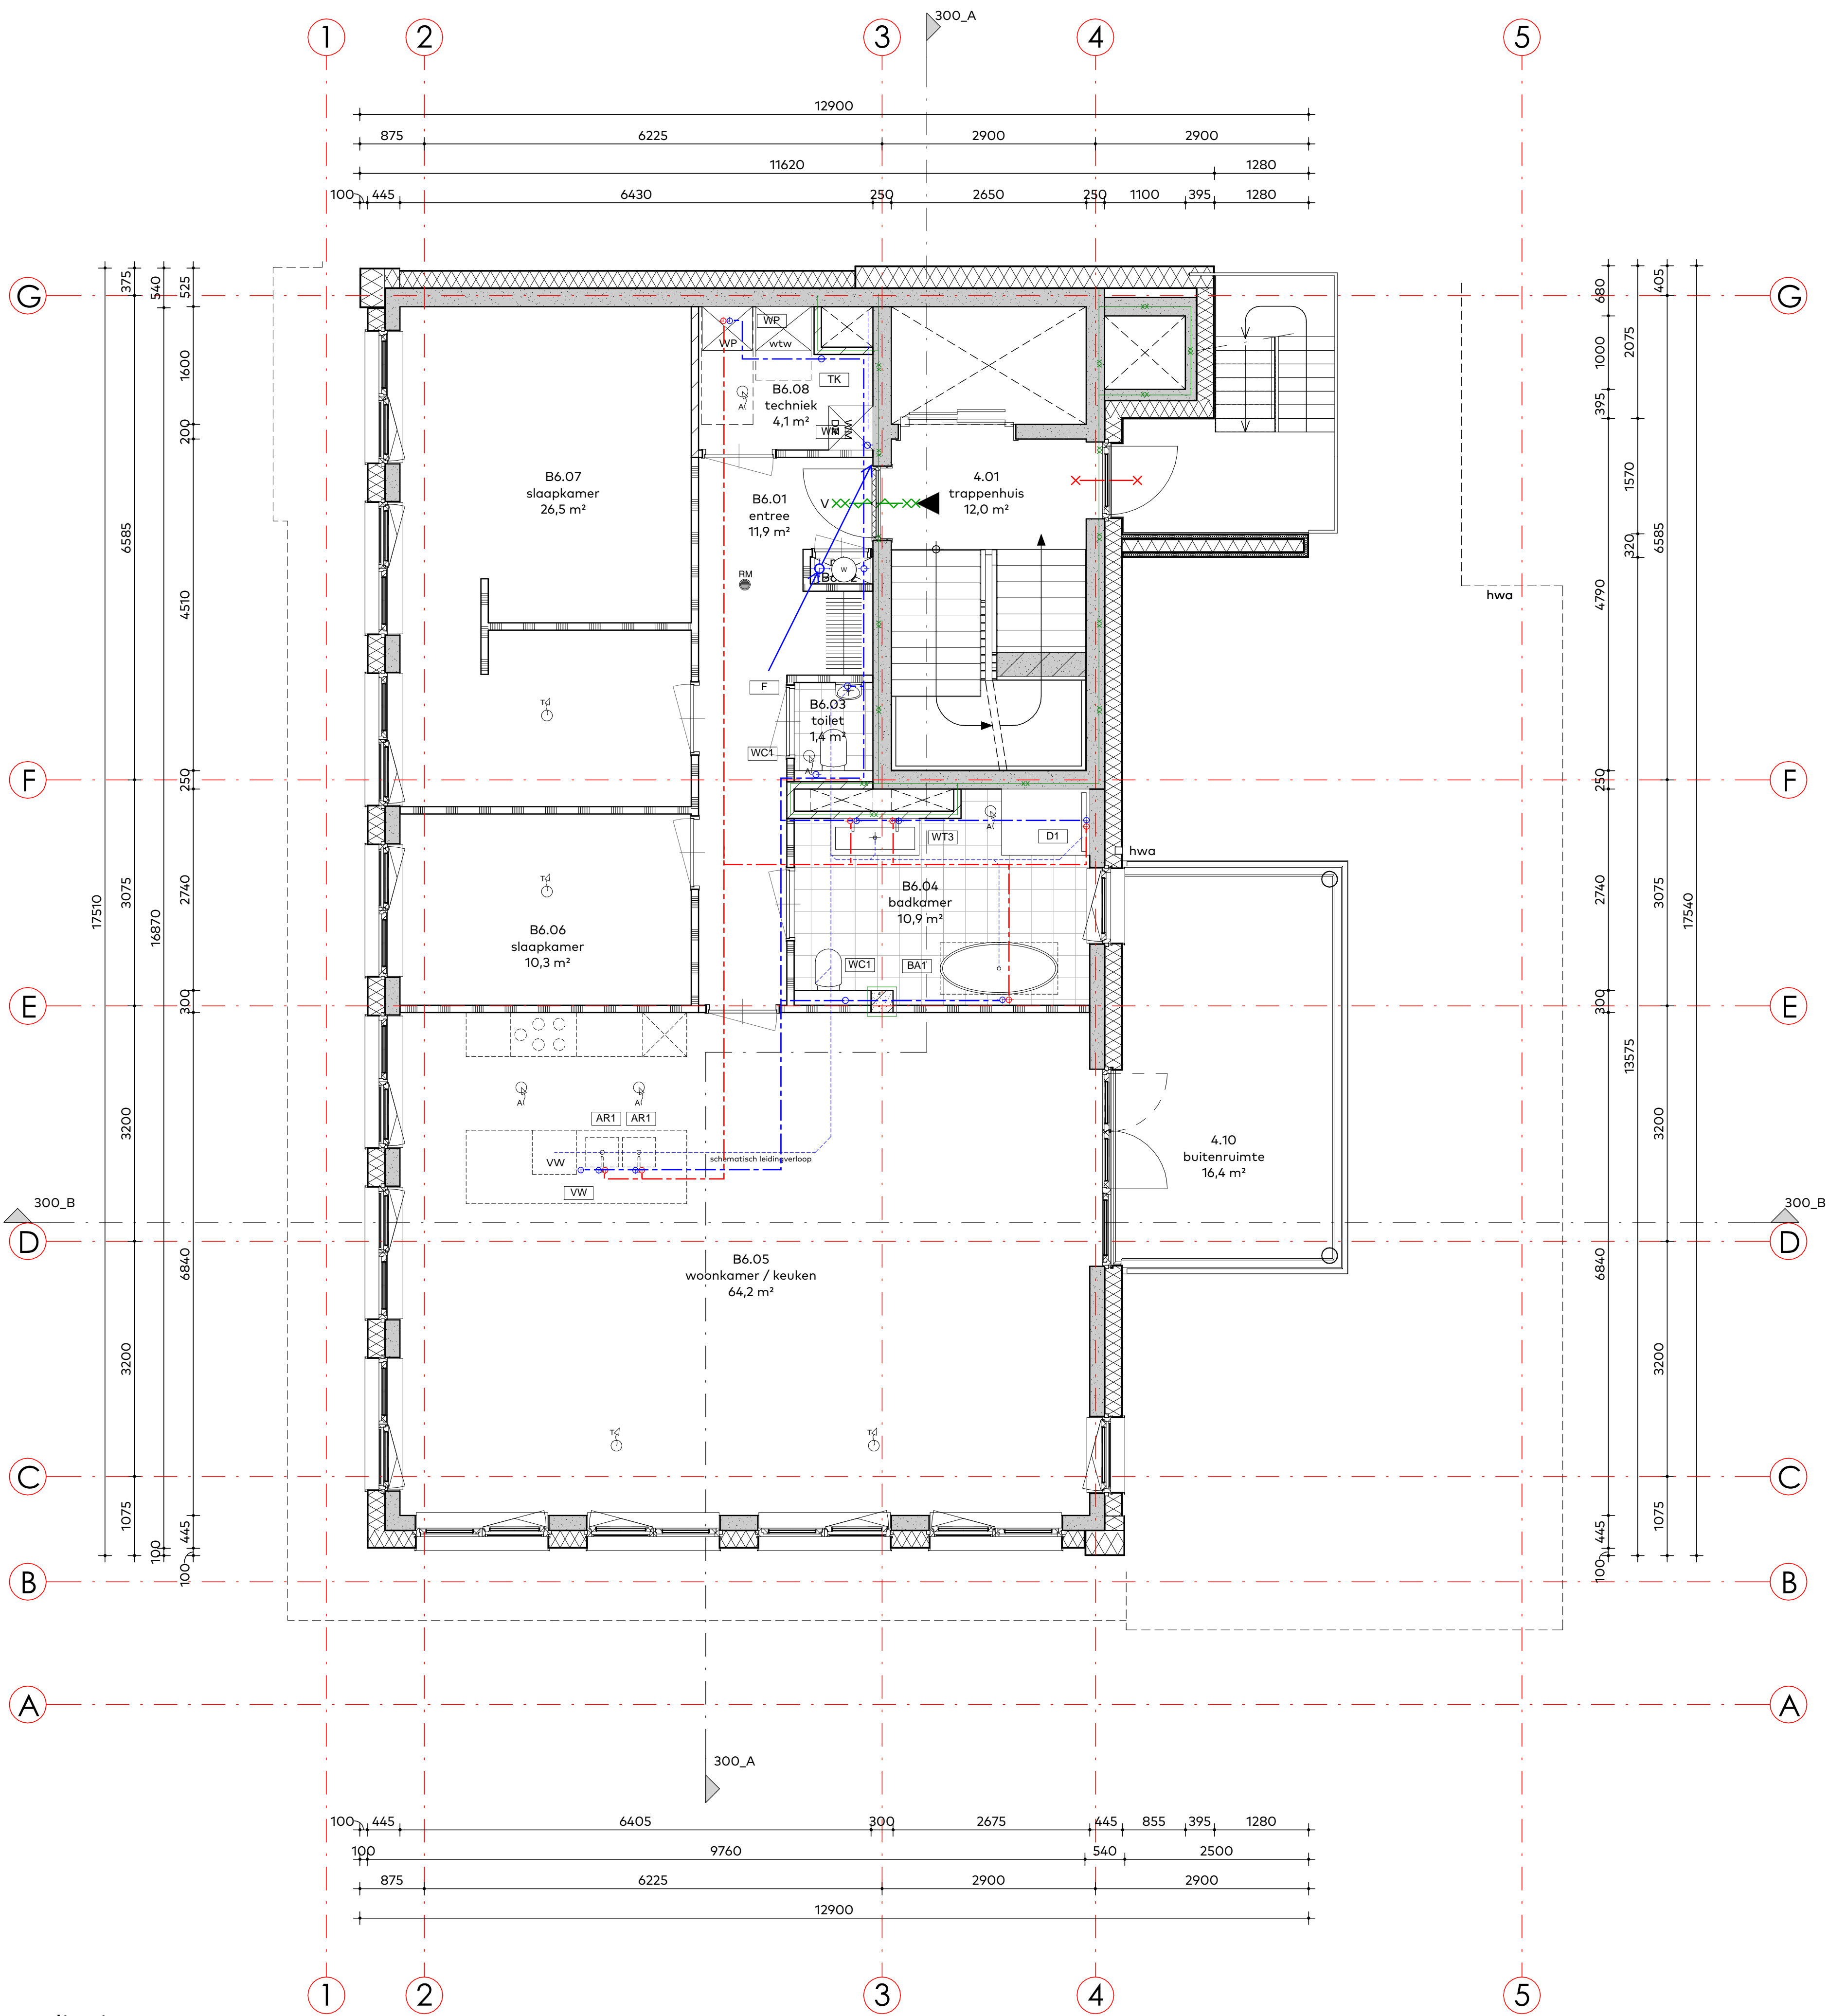 300_A
1
2
3
4
5
12900
875
6225
2900
2900
11620
1280
100
445
6430
250
2650
250
1100
395
1280
G
G
375
540
525
680
405
1600
200
6585
4510
250
17510
3075
16870
2740
300
3200
6840
3200
1075
445
100
100
1000
2075
395
1570
320
6585
4790
250
2740
3075
17540
300
13575
3200
6840
3200
1075
445
100
WP
WP
wtw
TK
B6.08
techniek
4,1 m²
A
WM
WM
B6.07
slaapkamer
26,5 m²
B6.01
entree
11,9 m²
V
4.01
trappenhuis
12,0 m²
RM
W
hwa
T
F
B6.03
toilet
1,4 m²
WC1
A
F
F
WT3
A
D1
hwa
T
B6.04
badkamer
10,9 m²
B6.06
slaapkamer
10,3 m²
WC1
BA1
E
E
A
A
AR1
AR1
VW
schematisch leidingverloop
VW
4.10
buitenruimte
16,4 m²
300_B
300_B
D
D
B6.05
woonkamer / keuken
64,2 m²
T
T
C
C
B
B
A
A
300_A
100
445
6405
300
2675
445
855
395
1280
100
9760
540
2500
875
6225
2900
2900
12900
1
2
3
4
5